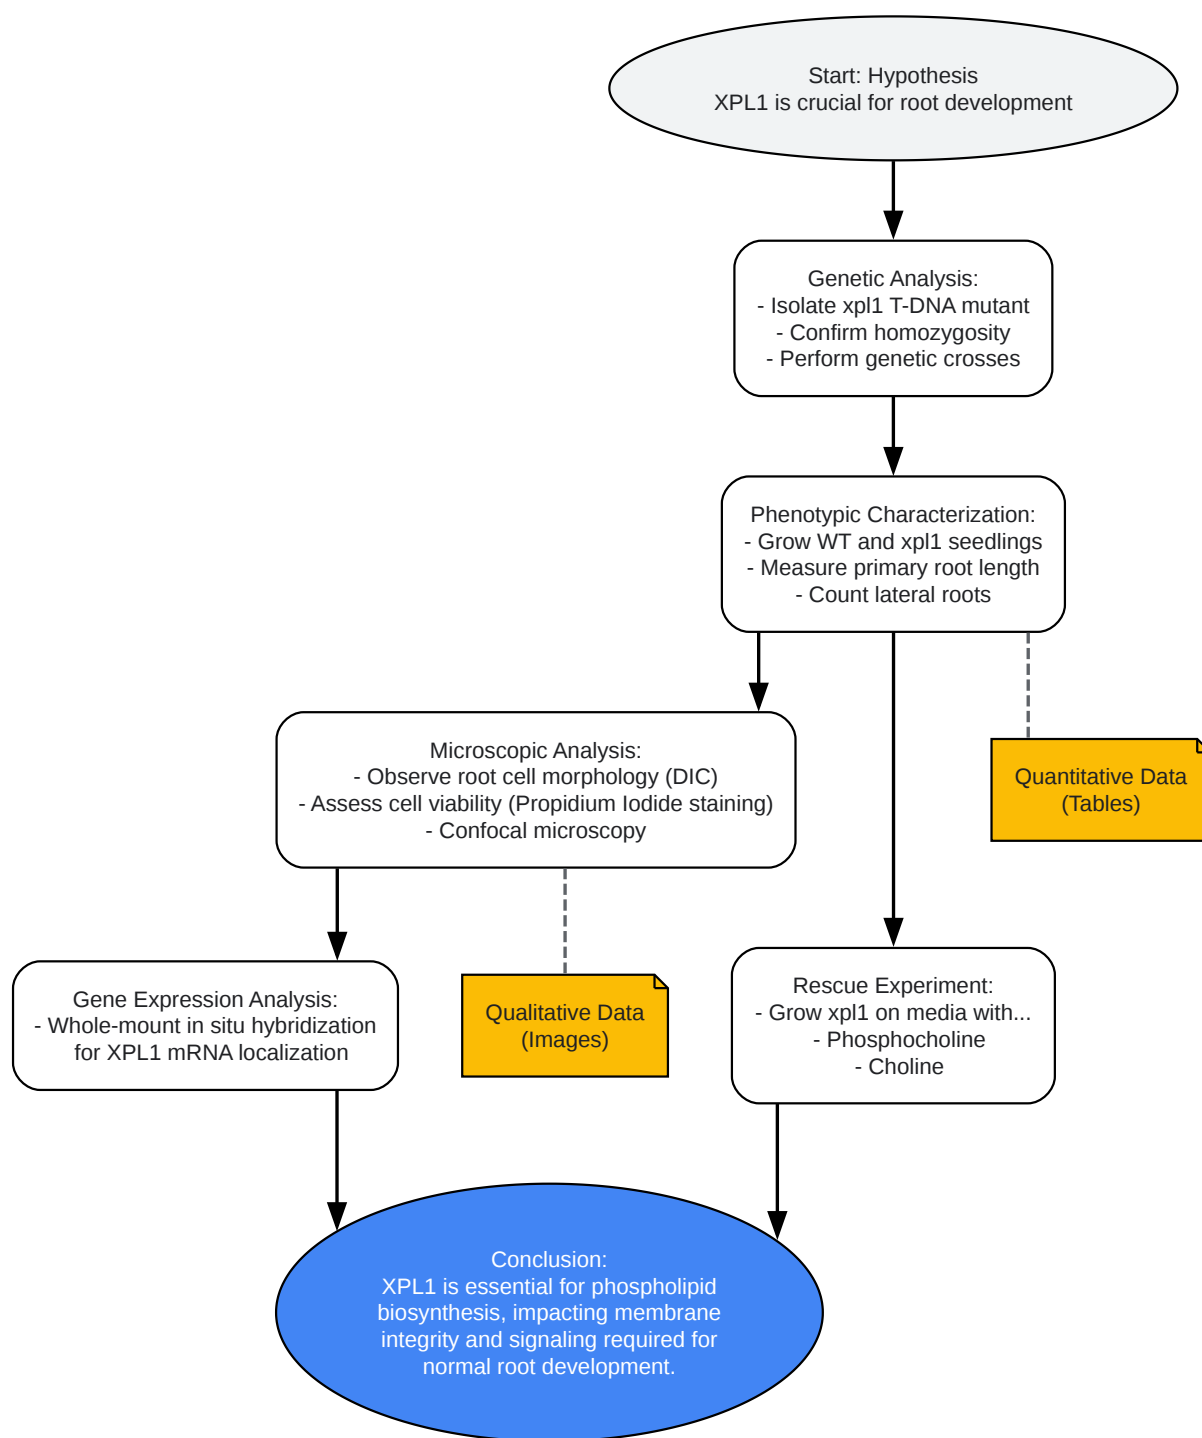 Start: Hypothesis
XPL1 is crucial for root development
Genetic Analysis:
- Isolate xpl1 T-DNA mutant
- Confirm homozygosity
- Perform genetic crosses
Phenotypic Characterization:
- Grow WT and xpl1 seedlings
- Measure primary root length
- Count lateral roots
Microscopic Analysis:
- Observe root cell morphology (DIC)
- Assess cell viability (Propidium Iodide staining)
- Confocal microscopy
Quantitative Data
(Tables)
Gene Expression Analysis:
- Whole-mount in situ hybridization
for XPL1 mRNA localization
Qualitative Data
(Images)
Rescue Experiment:
- Grow xpl1 on media with...
- Phosphocholine
- Choline
Conclusion:
XPL1 is essential for phospholipid
biosynthesis, impacting membrane
integrity and signaling required for
normal root development.